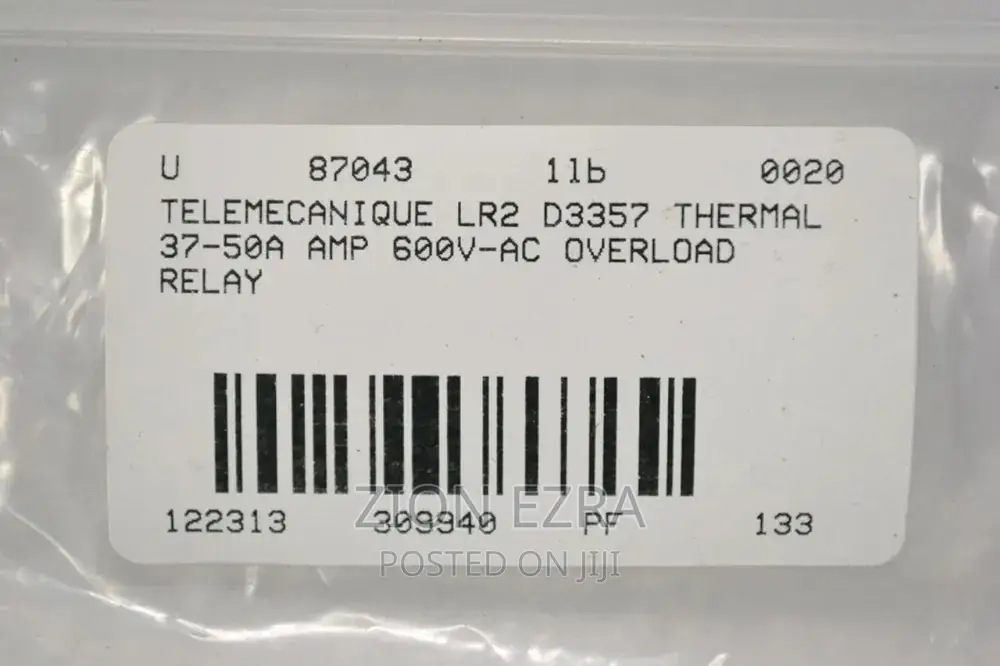 U 87043 1lb 0020
TELEMECANIQUE LR2 D3357 THERMAL
37-50A AMP 600V-AC OVERLOAD
RELAY
122313 309940 PF 133
ZION EZRA
POSTED ON JIJI